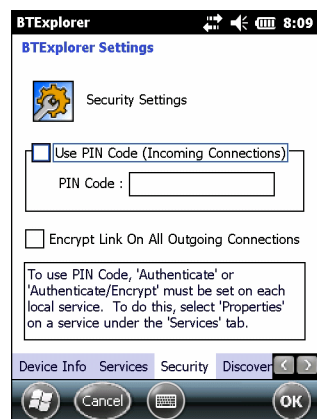 BTExplorer 8:09
BTExplorer Settings
Security Settings
Use PIN Code (Incoming Connections)
PIN Code :
Encrypt Link On All Outgoing Connections
To use PIN Code, 'Authenticate' or
'Authenticate/Encrypt' must be set on each
local service. To do this, select 'Properties'
on a service under the 'Services' tab.
Device Info Services Security Discover
Cancel OK